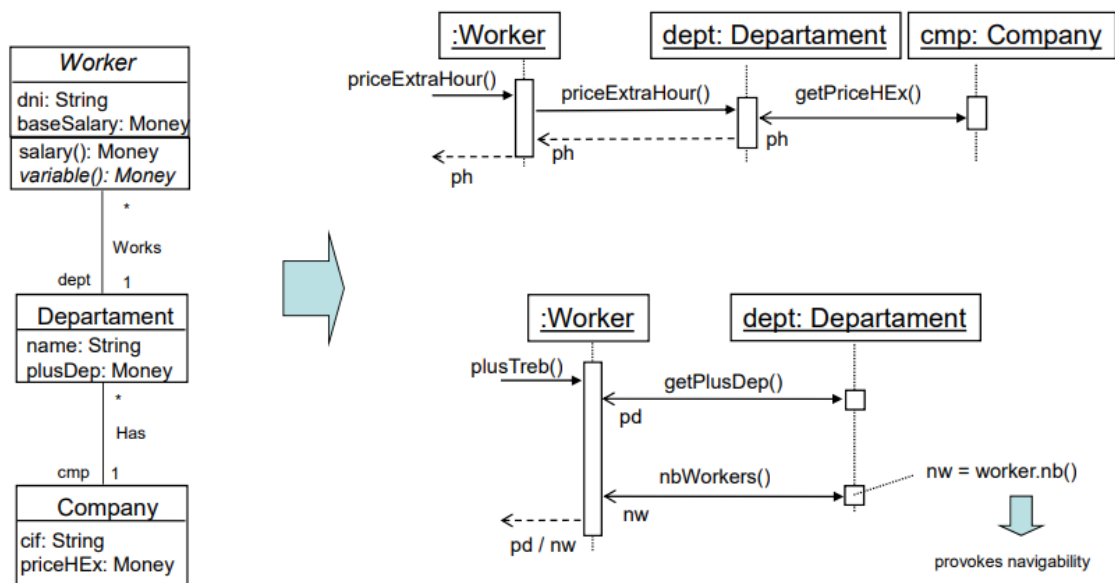 Worker
dni: String
baseSalary: Money
salary(): Money
variable(): Money
*
Works
dept 1
Departament
name: String
plusDep: Money
*
Has
cmp 1
Company
cif: String
priceHEx: Money
:Worker
dept: Departament
cmp: Company
priceExtraHour()
priceExtraHour()
getPriceHEx()
ph
ph
ph
:Worker
dept: Departament
plusTreb()
getPlusDep()
pd
nbWorkers()
nw = worker.nb()
nw
pd / nw
provokes navigability